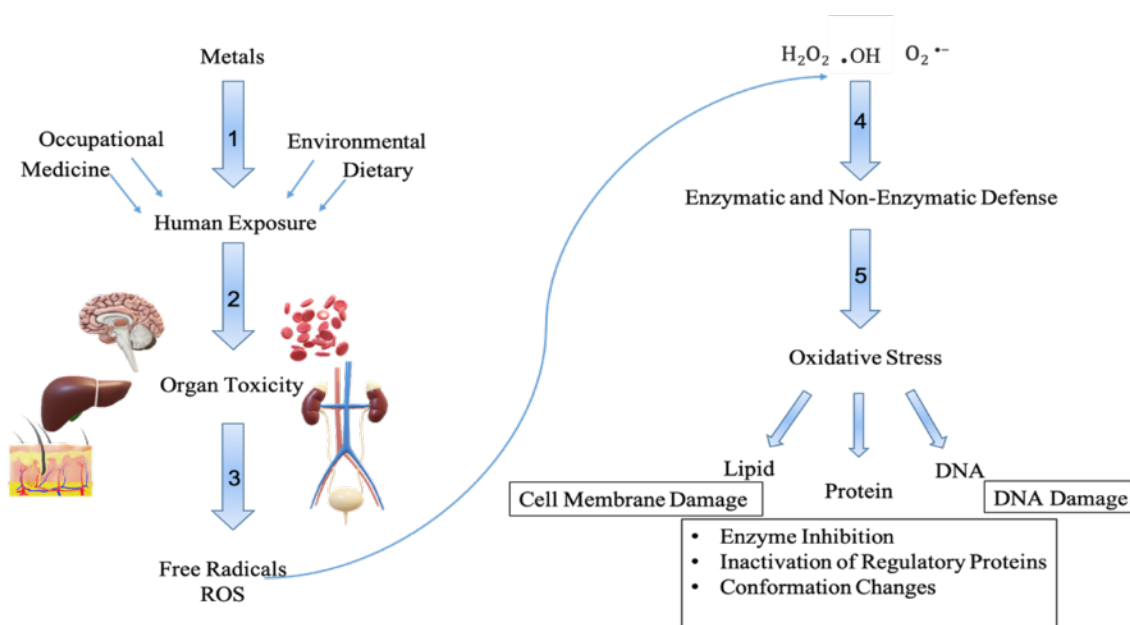 Metals
1
Occupational
Medicine
Environmental
Dietary
Human Exposure
2
Organ Toxicity
3
Free Radicals
ROS
H₂O₂ •OH O₂•−
4
Enzymatic and Non-Enzymatic Defense
5
Oxidative Stress
Lipid
Protein
DNA
Cell Membrane Damage
DNA Damage
• Enzyme Inhibition
• Inactivation of Regulatory Proteins
• Conformation Changes